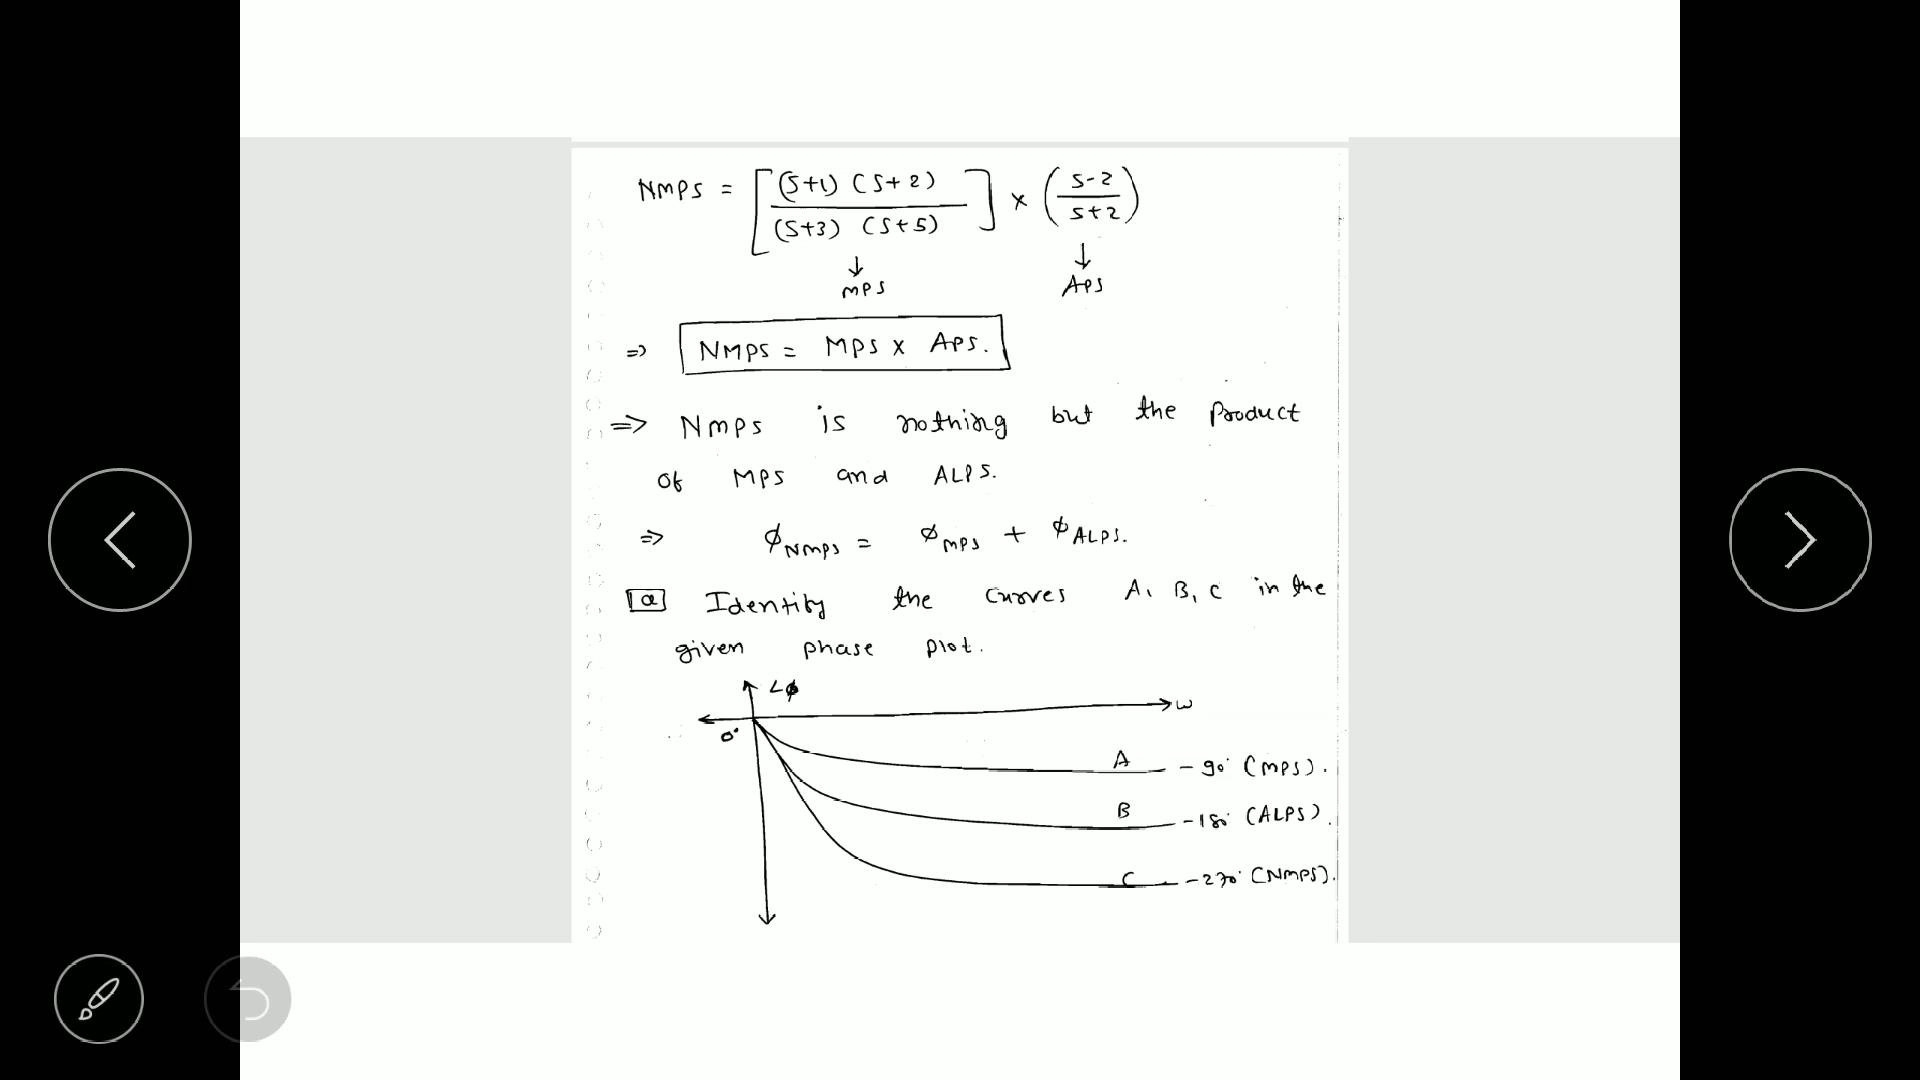 NMPS = [(S+1) (S+2) / (S+3) (S+5)] × (S-2 / S+2)
↓ ↓
MPS APS
⇒ NMPS = MPS × APS.
⇒ NMPS is nothing but the product
of MPS and ALPS.
⇒ ϕNMPS = ϕMPS + ϕALPS.
Q Identify the curves A, B, C in the
given phase plot.
∠ϕ
ω
0°
A -90° (MPS).
B -180° (ALPS).
C -270° (NMPS).